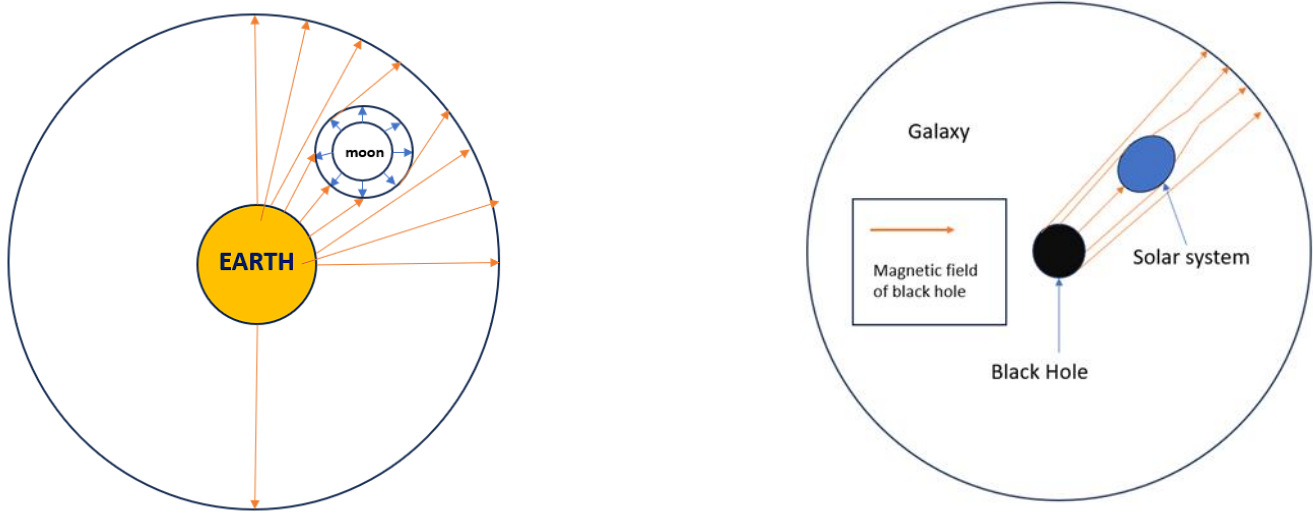 moon
EARTH
Galaxy
Magnetic field
of black hole
Solar system
Black Hole